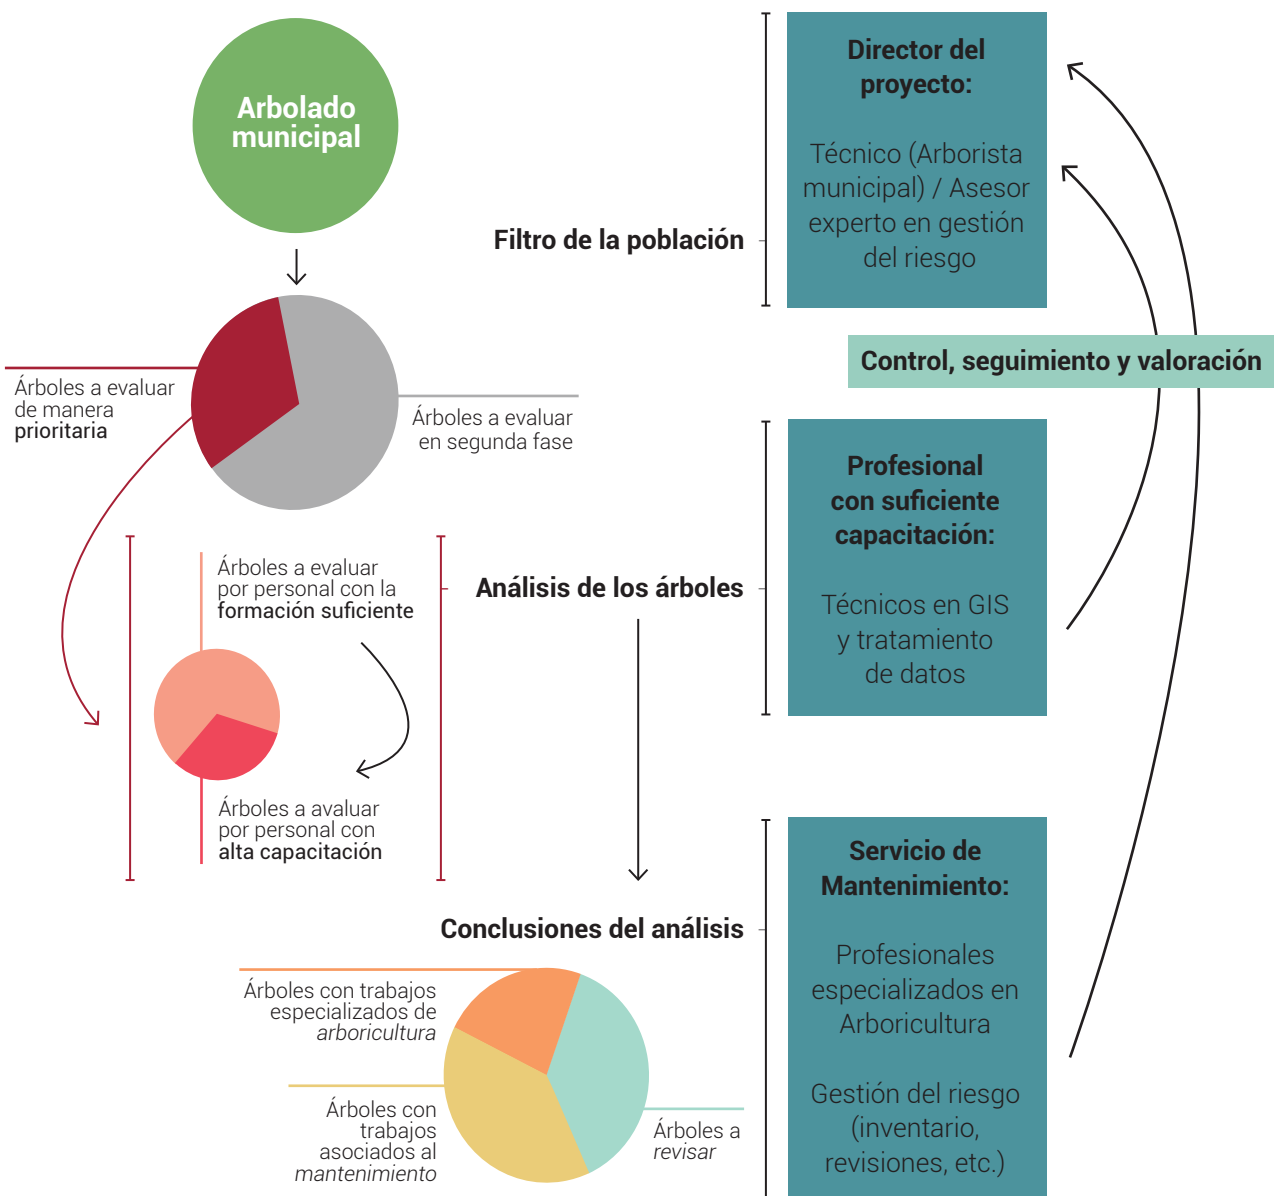 Arbolado
municipal
Árboles a evaluar
de manera
prioritaria
Árboles a evaluar
en segunda fase
Árboles a evaluar
por personal con la
formación suficiente
Árboles a avaluar
por personal con
alta capacitación
Filtro de la población
Análisis de los árboles
Conclusiones del análisis
Árboles con trabajos
especializados de
arboricultura
Árboles con
trabajos
asociados al
mantenimiento
Árboles a
revisar
Director del
proyecto:
Técnico (Arborista
municipal) / Asesor
experto en gestión
del riesgo
Control, seguimiento y valoración
Profesional
con suficiente
capacitación:
Técnicos en GIS
y tratamiento
de datos
Servicio de
Mantenimiento:
Profesionales
especializados en
Arboricultura
Gestión del riesgo
(inventario,
revisiones, etc.)